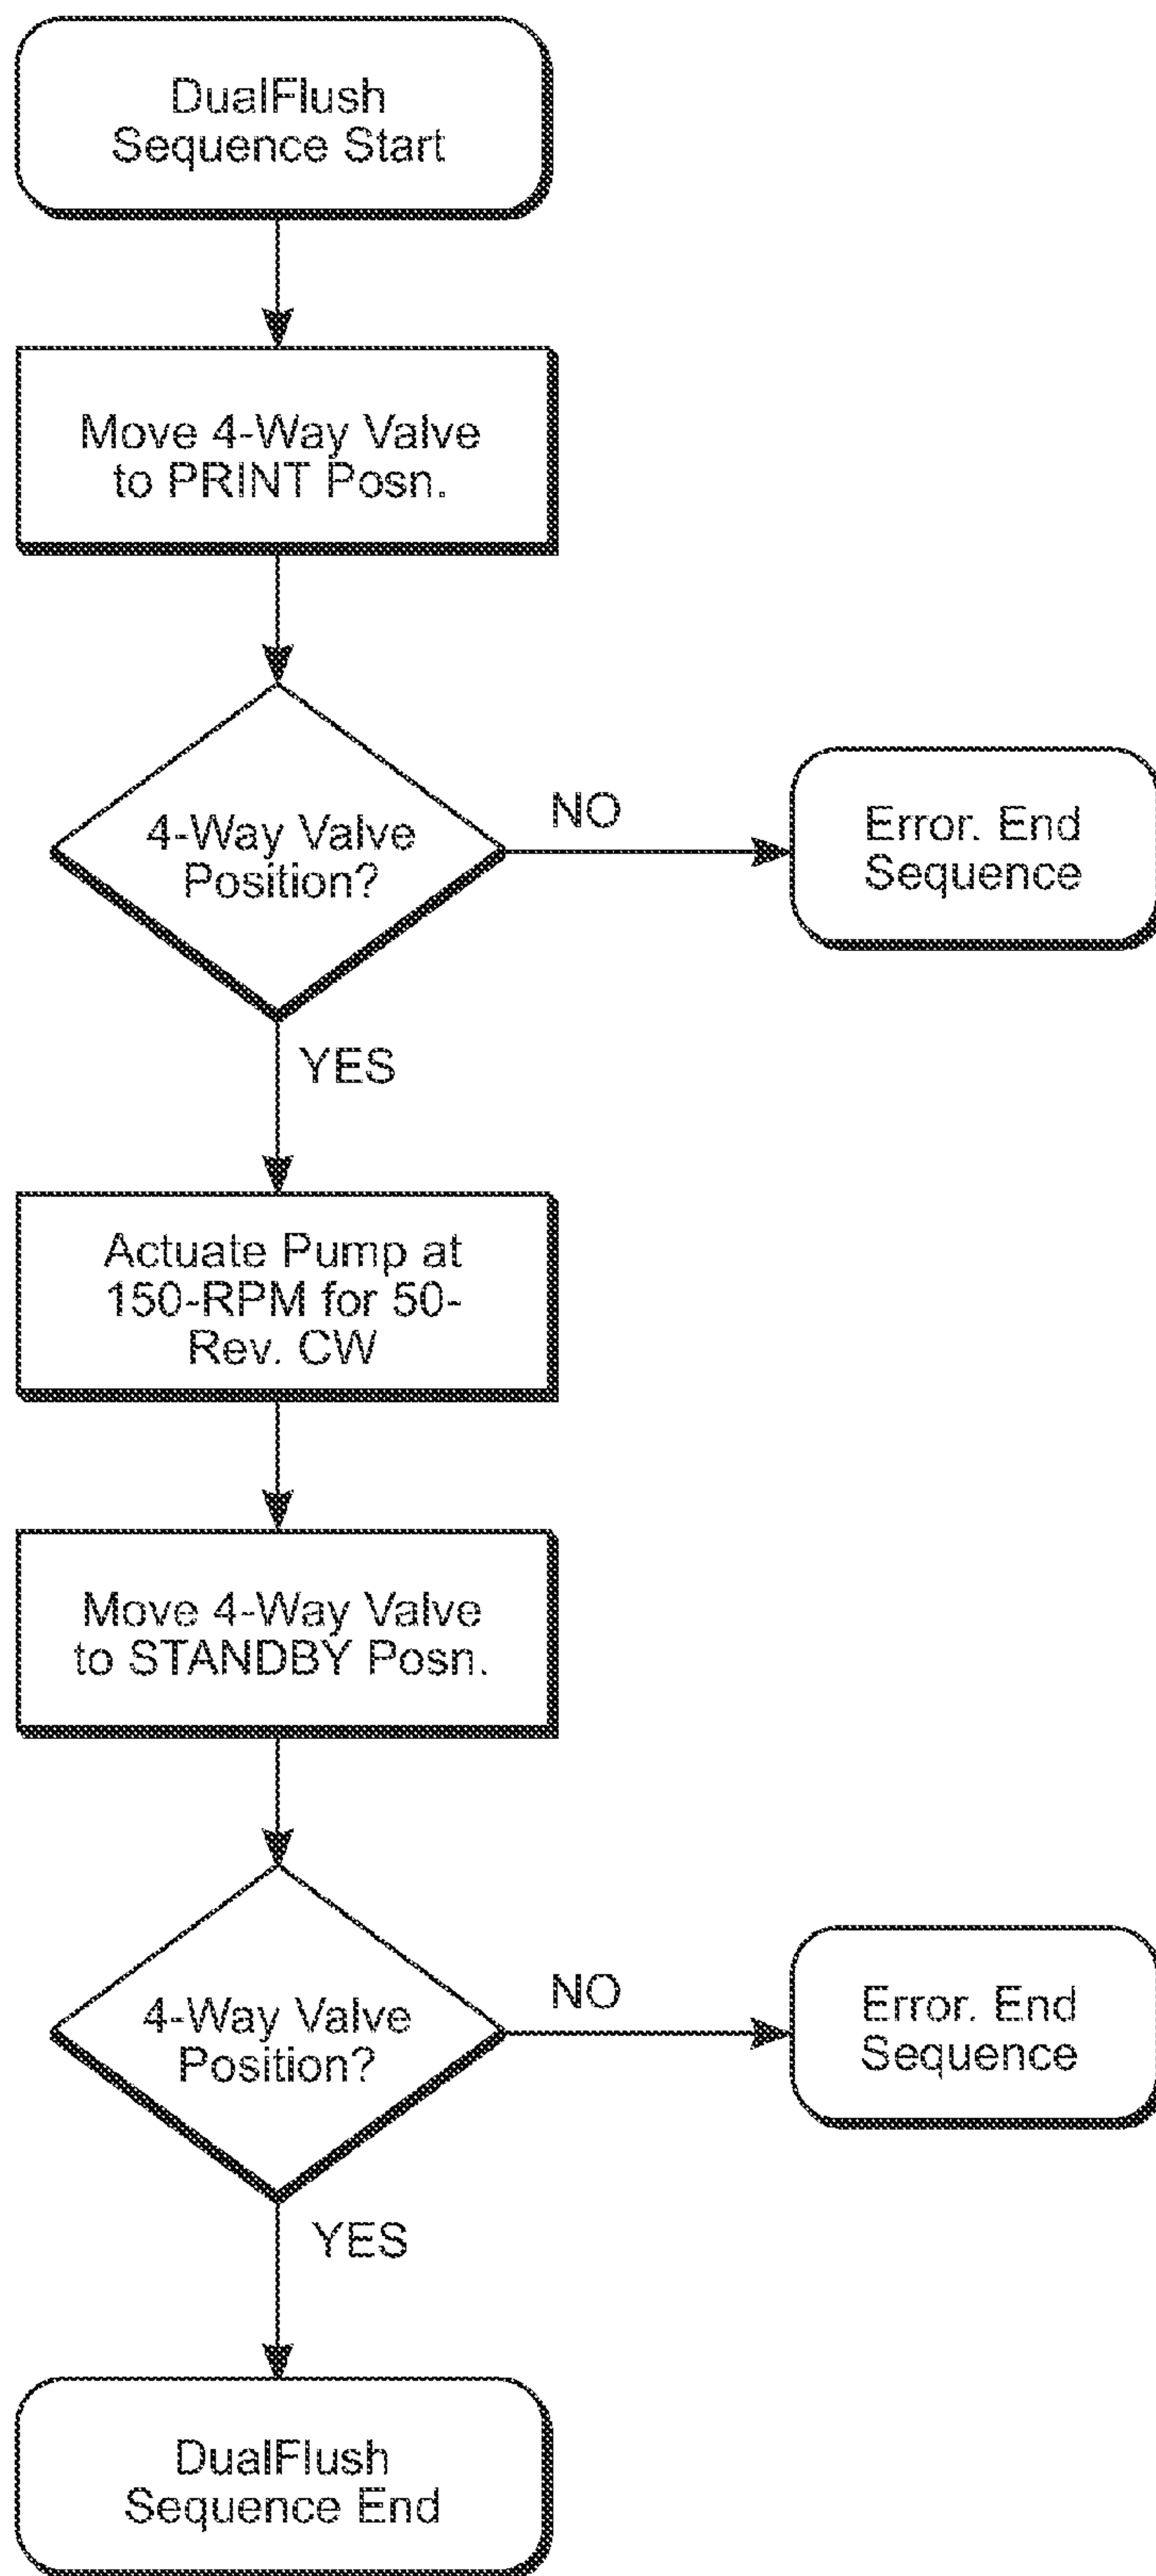 DualFlush
Sequence Start
Move 4-Way Valve
to PRINT Posn.
4-Way Valve
Position?
NO
Error. End
Sequence
YES
Actuate Pump at
150-RPM for 50-
Rev. CW
Move 4-Way Valve
to STANDBY Posn.
4-Way Valve
Position?
NO
Error. End
Sequence
YES
DualFlush
Sequence End